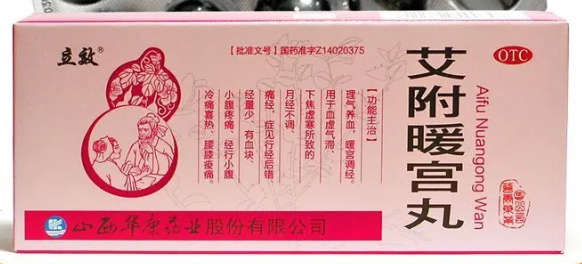 立效®
【批准文号】国药准字Z14020375
OTC
艾附暖宫丸
Aifu Nuangong Wan
【功能主治】
理气养血，暖宫调经。
用于血虚气滞、
下焦虚寒所致的
月经不调、
痛经，症见行经后错、
经量少、有血块、
小腹疼痛、经行小腹
冷痛喜热、腰膝痠痛。
山西华康药业股份有限公司